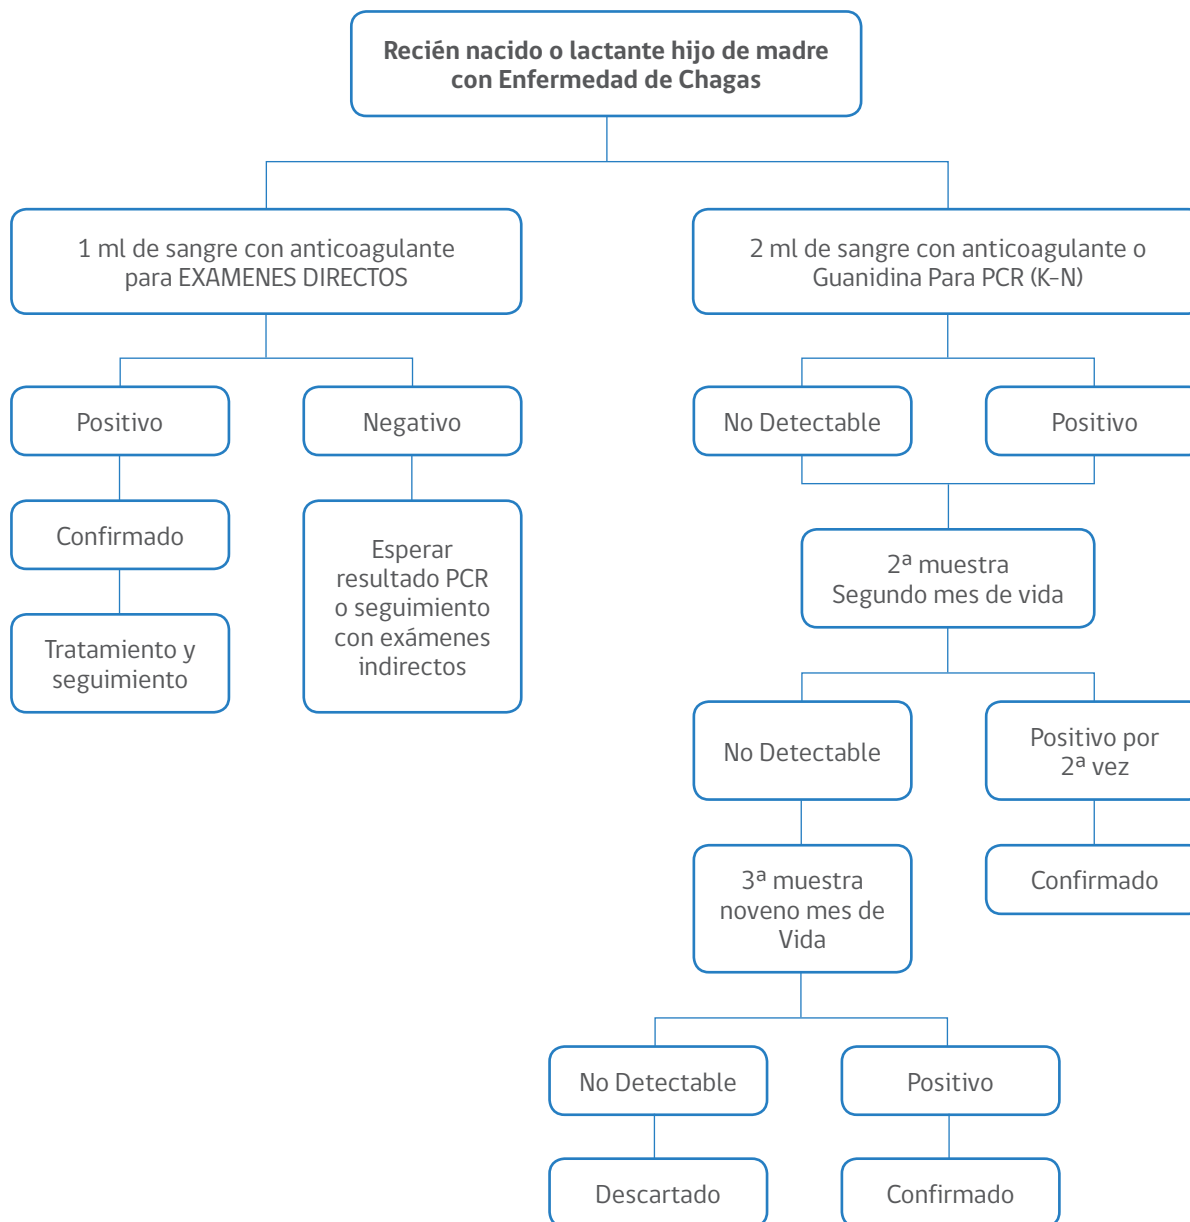 Recién nacido o lactante hijo de madre
con Enfermedad de Chagas
1 ml de sangre con anticoagulante
para EXAMENES DIRECTOS
2 ml de sangre con anticoagulante o
Guanidina Para PCR (K-N)
Positivo
Negativo
No Detectable
Positivo
Confirmado
Esperar
resultado PCR
o seguimiento
con exámenes
indirectos
Tratamiento y
seguimiento
2ª muestra
Segundo mes de vida
No Detectable
Positivo por
2ª vez
3ª muestra
noveno mes de
Vida
Confirmado
No Detectable
Positivo
Descartado
Confirmado